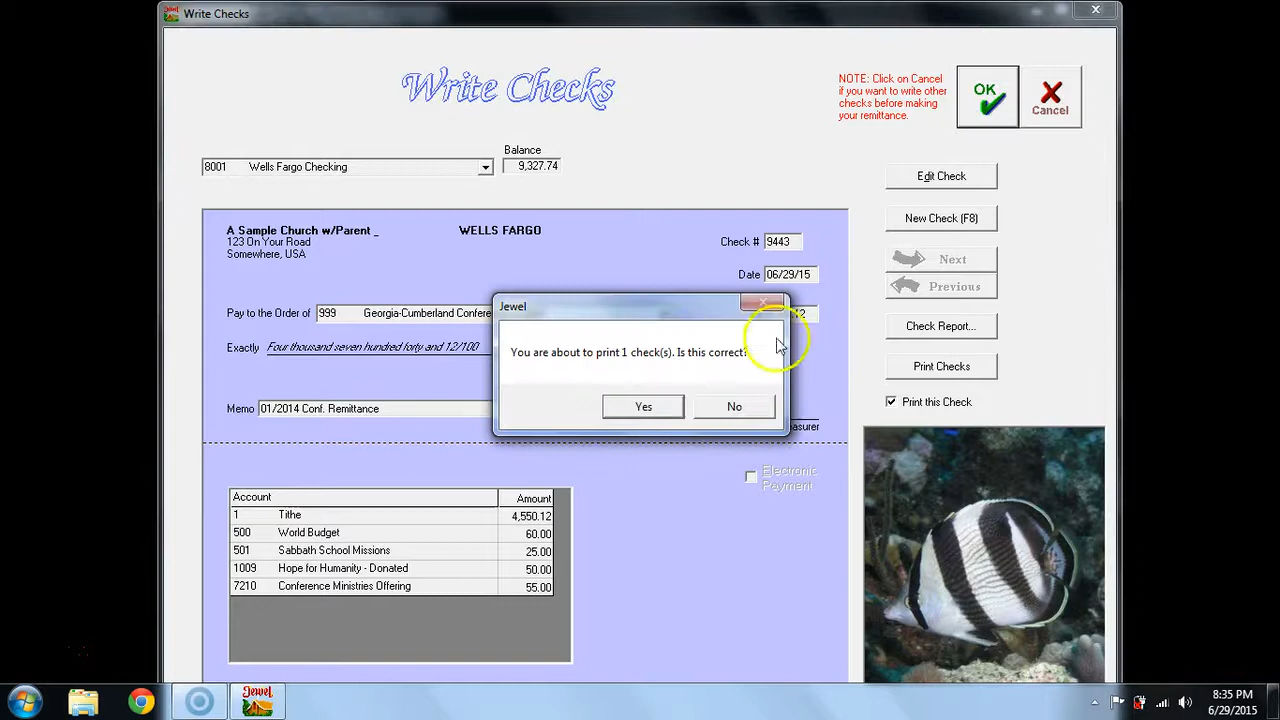 Write Checks
Write Checks
NOTE: Click on Cancel
if you want to write other
checks before making
your remittance.
OK
Cancel
Balance
8001 Wells Fargo Checking
9,327.74
Edit Check
New Check (F8)
Next
Previous
Check Report...
Print Checks
Print this Check
A Sample Church w/Parent _
123 On Your Road
Somewhere, USA
WELLS FARGO
Check # 9443
Date 06/29/15
Pay to the Order of 999 Georgia-Cumberland Confere
12
Exactly Four thousand seven hundred forty and 12/100
Memo 01/2014 Conf. Remittance
Jewel
You are about to print 1 check(s). Is this correct?
Yes
No
Electronic
Payment
Account Amount
1 Tithe 4,550.12
500 World Budget 60.00
501 Sabbath School Missions 25.00
1009 Hope for Humanity - Donated 50.00
7210 Conference Ministries Offering 55.00
Jewel
8:35 PM
6/29/2015